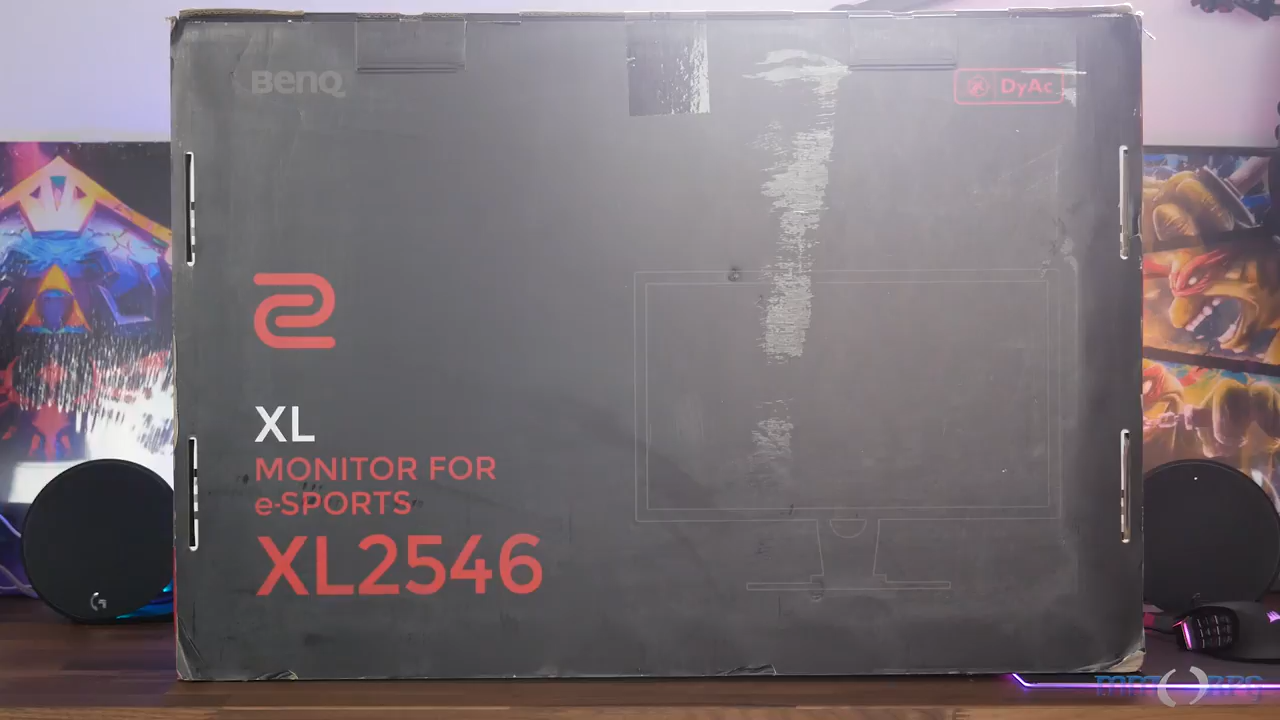 BenQ
DyAc
XL
MONITOR FOR
e-SPORTS
XL2546